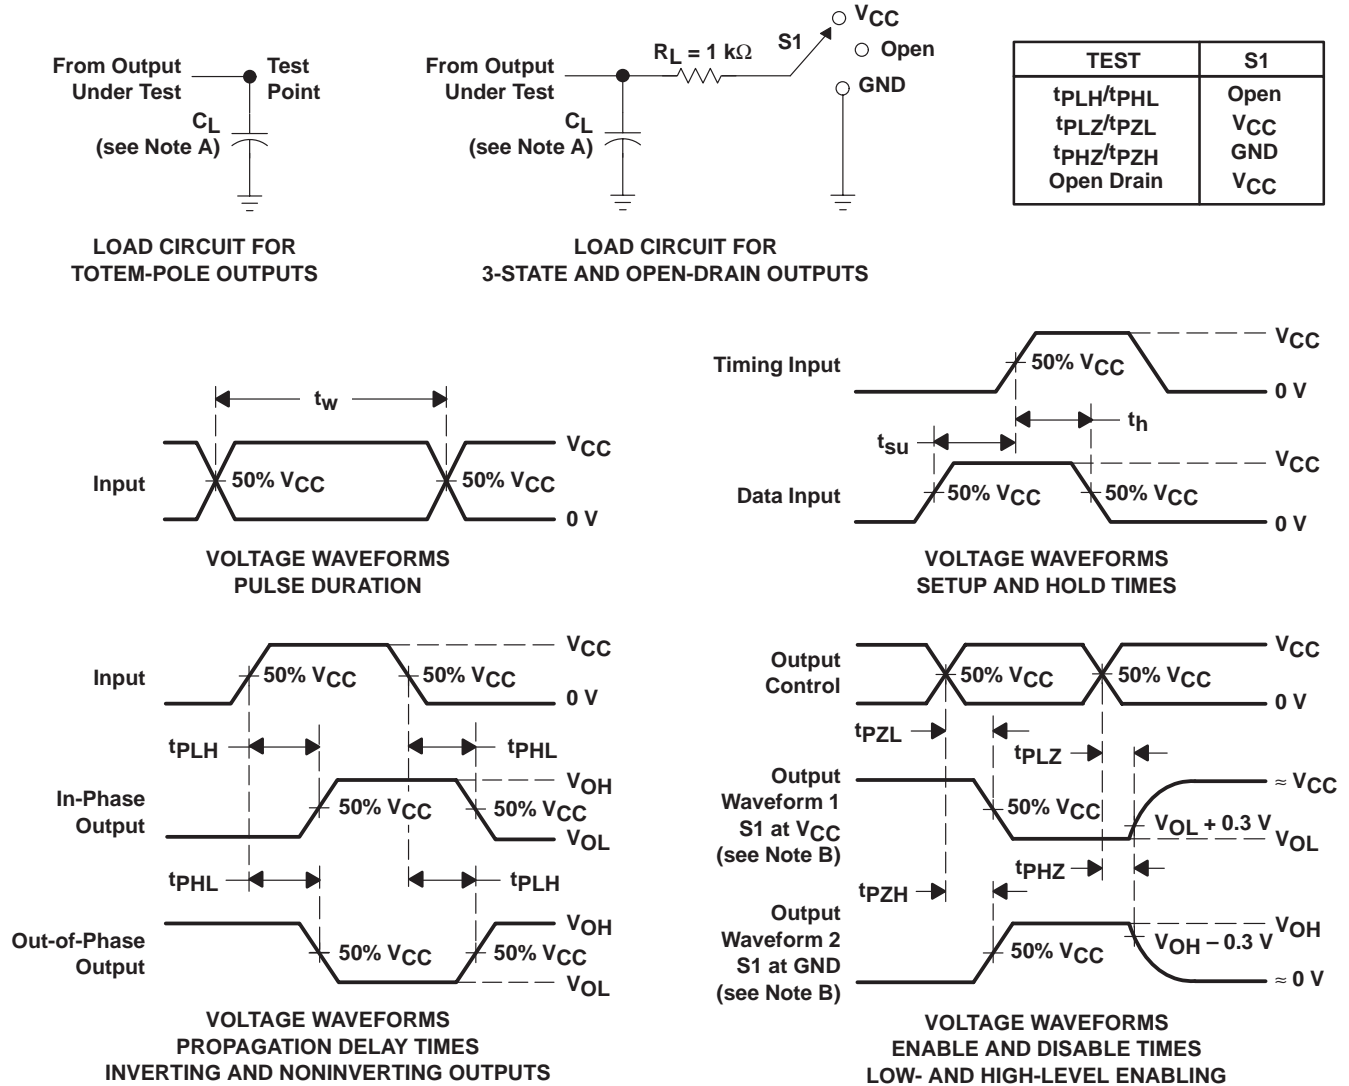 From Output
Under Test
Test
Point
CL
(see Note A)
LOAD CIRCUIT FOR
TOTEM-POLE OUTPUTS
From Output
Under Test
RL = 1 kΩ
S1
VCC
Open
GND
CL
(see Note A)
LOAD CIRCUIT FOR
3-STATE AND OPEN-DRAIN OUTPUTS
TEST S1
tPLH/tPHL Open
tPLZ/tPZL VCC
tPHZ/tPZH GND
Open Drain VCC
tw
Input
50% VCC
50% VCC
VCC
0 V
VOLTAGE WAVEFORMS
PULSE DURATION
Timing Input
50% VCC
VCC
0 V
th
tsu
Data Input
50% VCC
50% VCC
VCC
0 V
VOLTAGE WAVEFORMS
SETUP AND HOLD TIMES
Input
50% VCC
50% VCC
VCC
0 V
tPLH
tPHL
In-Phase
Output
50% VCC
50% VCC
VOH
VOL
tPHL
tPLH
Out-of-Phase
Output
50% VCC
50% VCC
VOH
VOL
VOLTAGE WAVEFORMS
PROPAGATION DELAY TIMES
INVERTING AND NONINVERTING OUTPUTS
Output
Control
50% VCC
50% VCC
VCC
0 V
tPZL
tPLZ
Output
Waveform 1
S1 at VCC
(see Note B)
50% VCC
VOL + 0.3 V
≈ VCC
VOL
tPHZ
tPZH
Output
Waveform 2
S1 at GND
(see Note B)
50% VCC
VOH − 0.3 V
VOH
≈ 0 V
VOLTAGE WAVEFORMS
ENABLE AND DISABLE TIMES
LOW- AND HIGH-LEVEL ENABLING